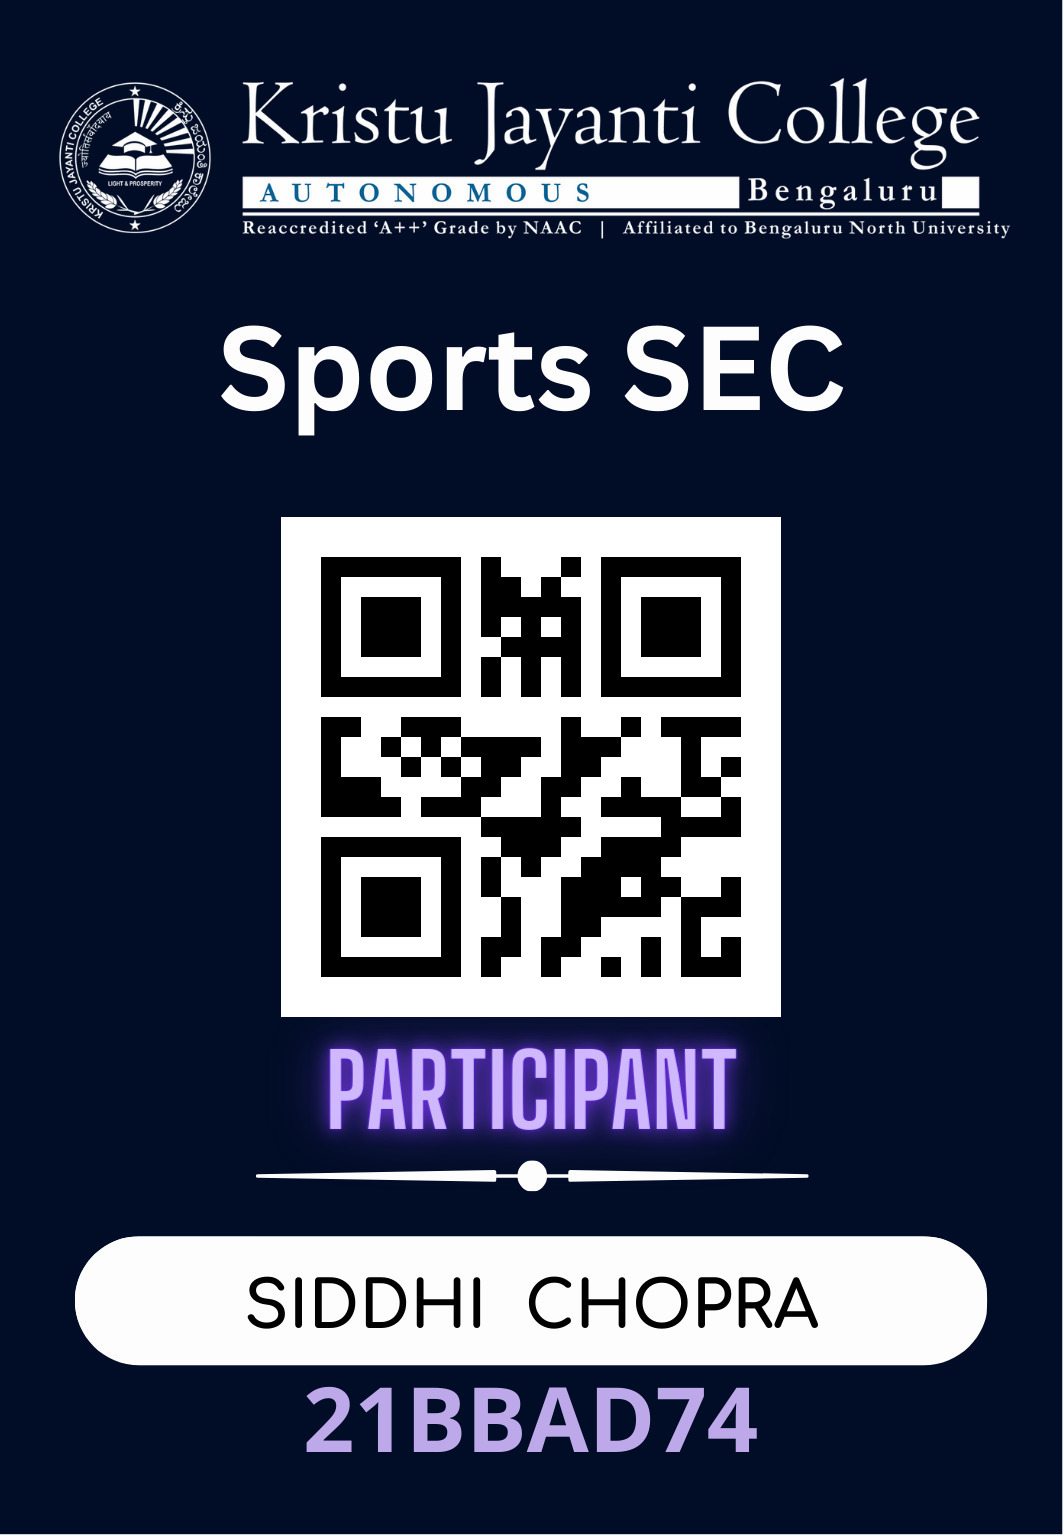 KRISTU JAYANTI COLLEGE
ಕ್ರಿಸ್ತು ಜಯಂತಿ ಕಾಲೇಜು
LIGHT & PROSPERITY
Kristu Jayanti College
AUTONOMOUS Bengaluru
Reaccredited ‘A++’ Grade by NAAC | Affiliated to Bengaluru North University
Sports SEC
PARTICIPANT
SIDDHI CHOPRA
21BBAD74